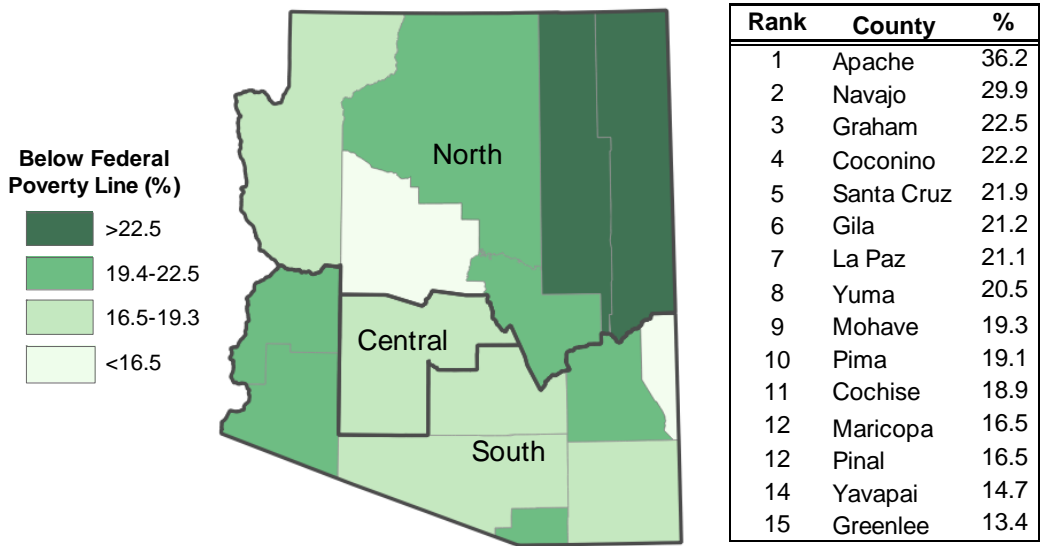 Below Federal
Poverty Line (%)
>22.5
19.4-22.5
16.5-19.3
<16.5
North
Central
South
Rank County %
1 Apache 36.2
2 Navajo 29.9
3 Graham 22.5
4 Coconino 22.2
5 Santa Cruz 21.9
6 Gila 21.2
7 La Paz 21.1
8 Yuma 20.5
9 Mohave 19.3
10 Pima 19.1
11 Cochise 18.9
12 Maricopa 16.5
12 Pinal 16.5
14 Yavapai 14.7
15 Greenlee 13.4